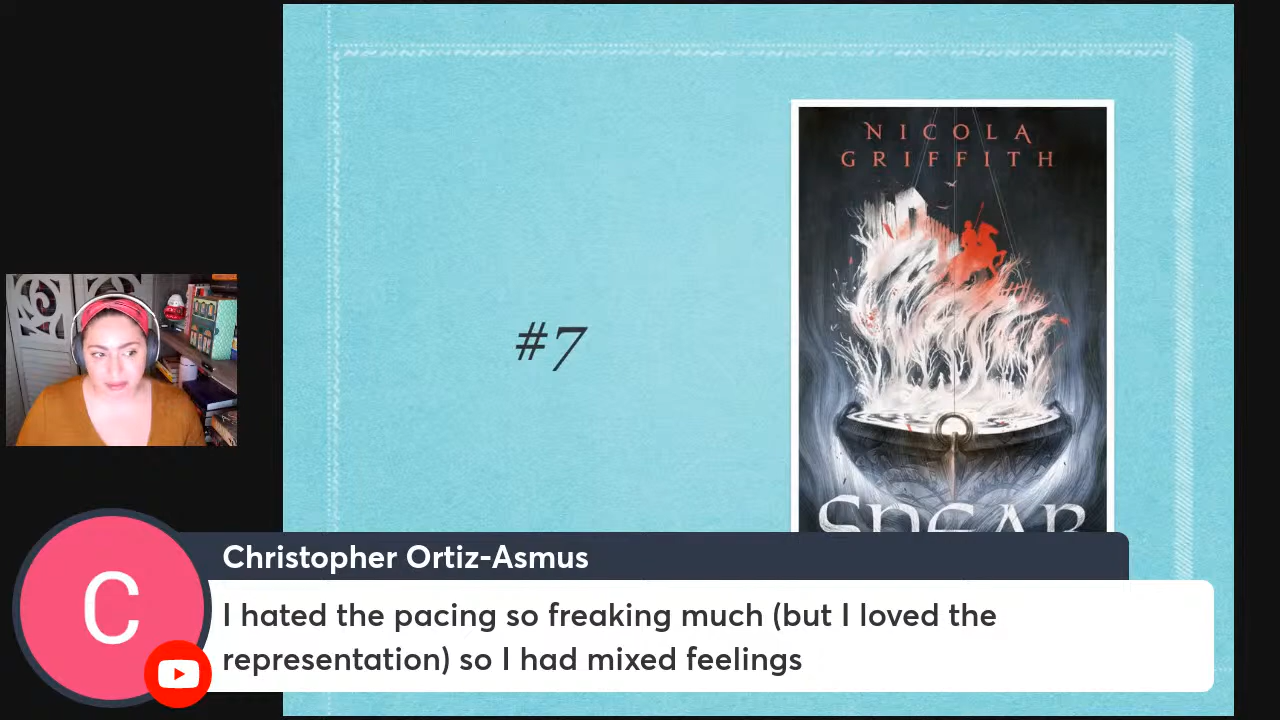 NICOLA
GRIFFITH
#7
SPEAR
Christopher Ortiz-Asmus
C
I hated the pacing so freaking much (but I loved the
representation) so I had mixed feelings